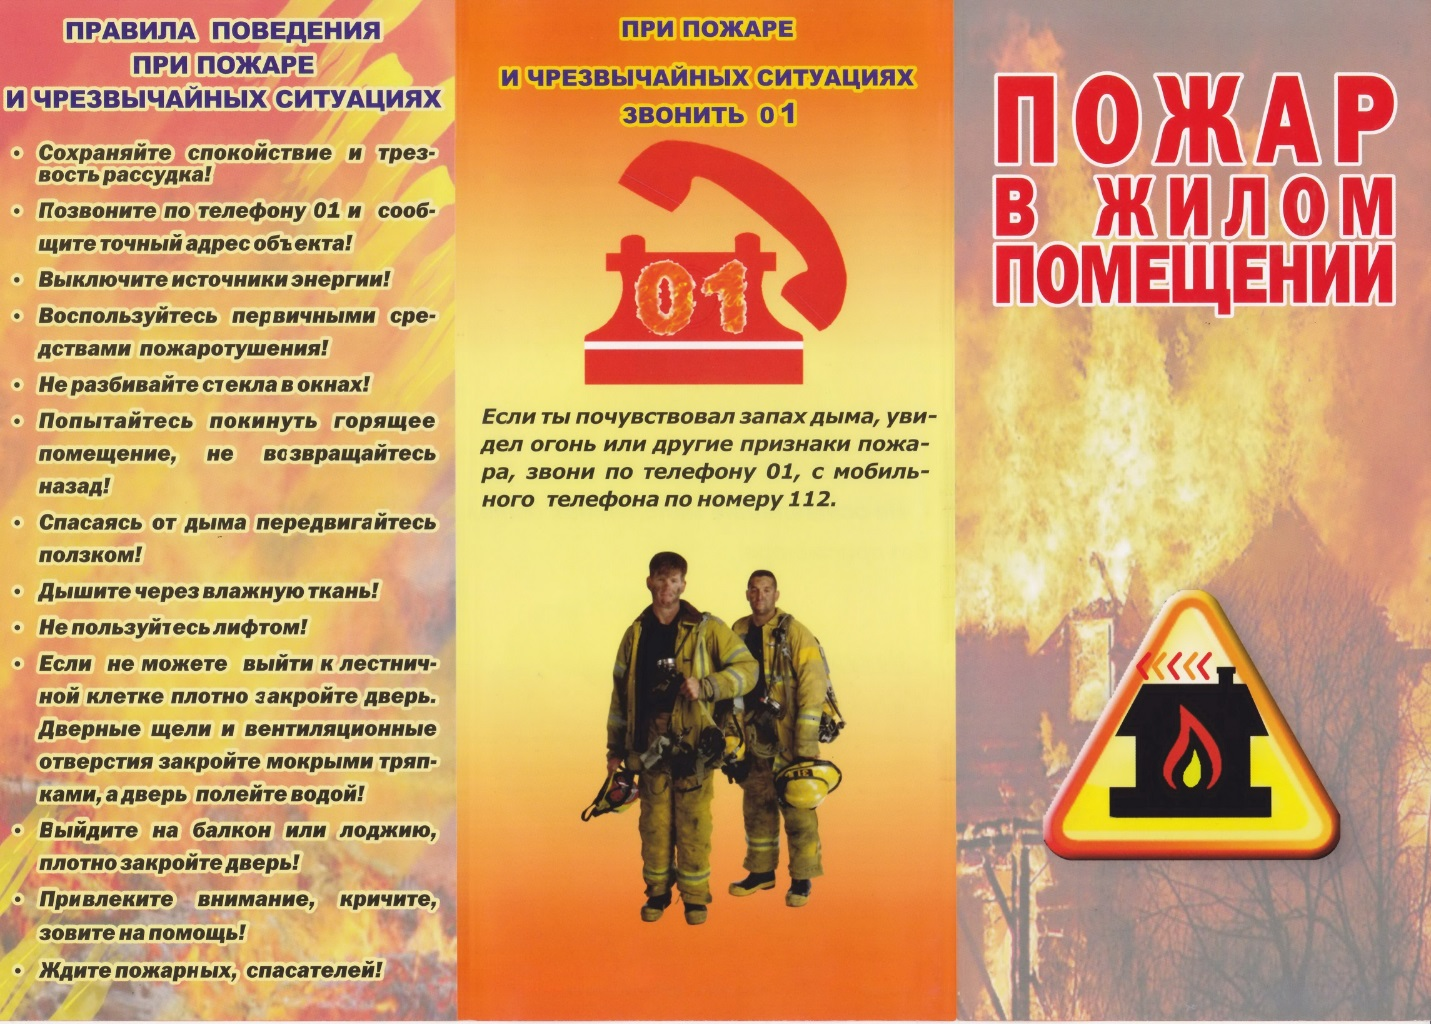 ПРАВИЛА ПОВЕДЕНИЯ
ПРИ ПОЖАРЕ
И ЧРЕЗВЫЧАЙНЫХ СИТУАЦИЯХ
• Сохраняйте спокойствие и трез-
вость рассудка!
• Позвоните по телефону 01 и сооб-
щите точный адрес объекта!
• Выключите источники энергии!
• Воспользуйтесь первичными сре-
дствами пожаротушения!
• Не разбивайте стекла в окнах!
• Попытайтесь покинуть горящее
помещение, не возвращайтесь
назад!
• Спасаясь от дыма передвигайтесь
ползком!
• Дышите через влажную ткань!
• Не пользуйтесь лифтом!
• Если не можете выйти к лестнич-
ной клетке плотно закройте дверь.
Дверные щели и вентиляционные
отверстия закройте мокрыми тряп-
ками, а дверь полейте водой!
• Выйдите на балкон или лоджию,
плотно закройте дверь!
• Привлеките внимание, кричите,
зовите на помощь!
• Ждите пожарных, спасателей!
ПРИ ПОЖАРЕ
И ЧРЕЗВЫЧАЙНЫХ СИТУАЦИЯХ
ЗВОНИТЬ 01
01
Если ты почувствовал запах дыма, уви-
дел огонь или другие признаки пожа-
ра, звони по телефону 01, с мобиль-
ного телефона по номеру 112.
ПОЖАР
В ЖИЛОМ
ПОМЕЩЕНИИ